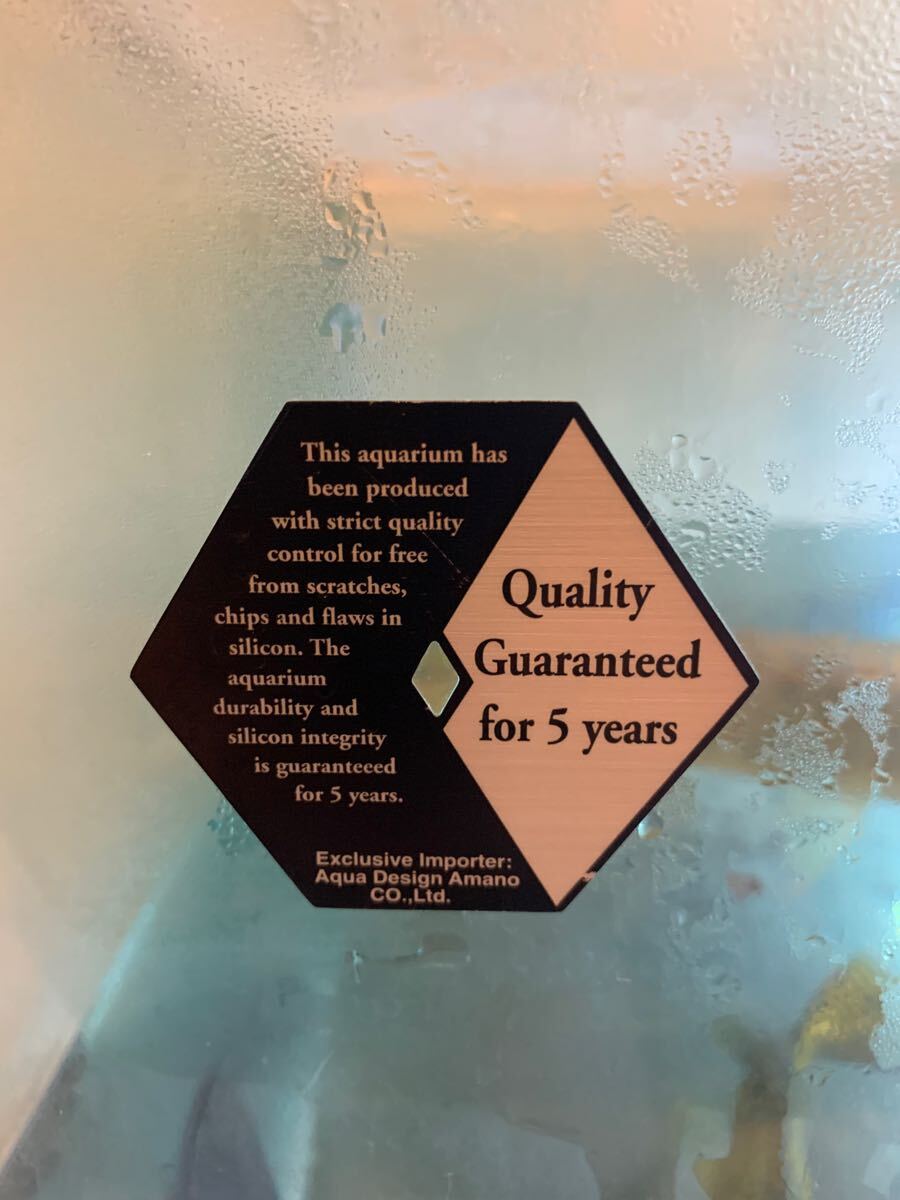 This aquarium has
been produced
with strict quality
control for free
from scratches,
chips and flaws in
silicon. The
aquarium
durability and
silicon integrity
is guaranteeed
for 5 years.
Exclusive Importer:
Aqua Design Amano
CO.,Ltd.
Quality
Guaranteed
for 5 years